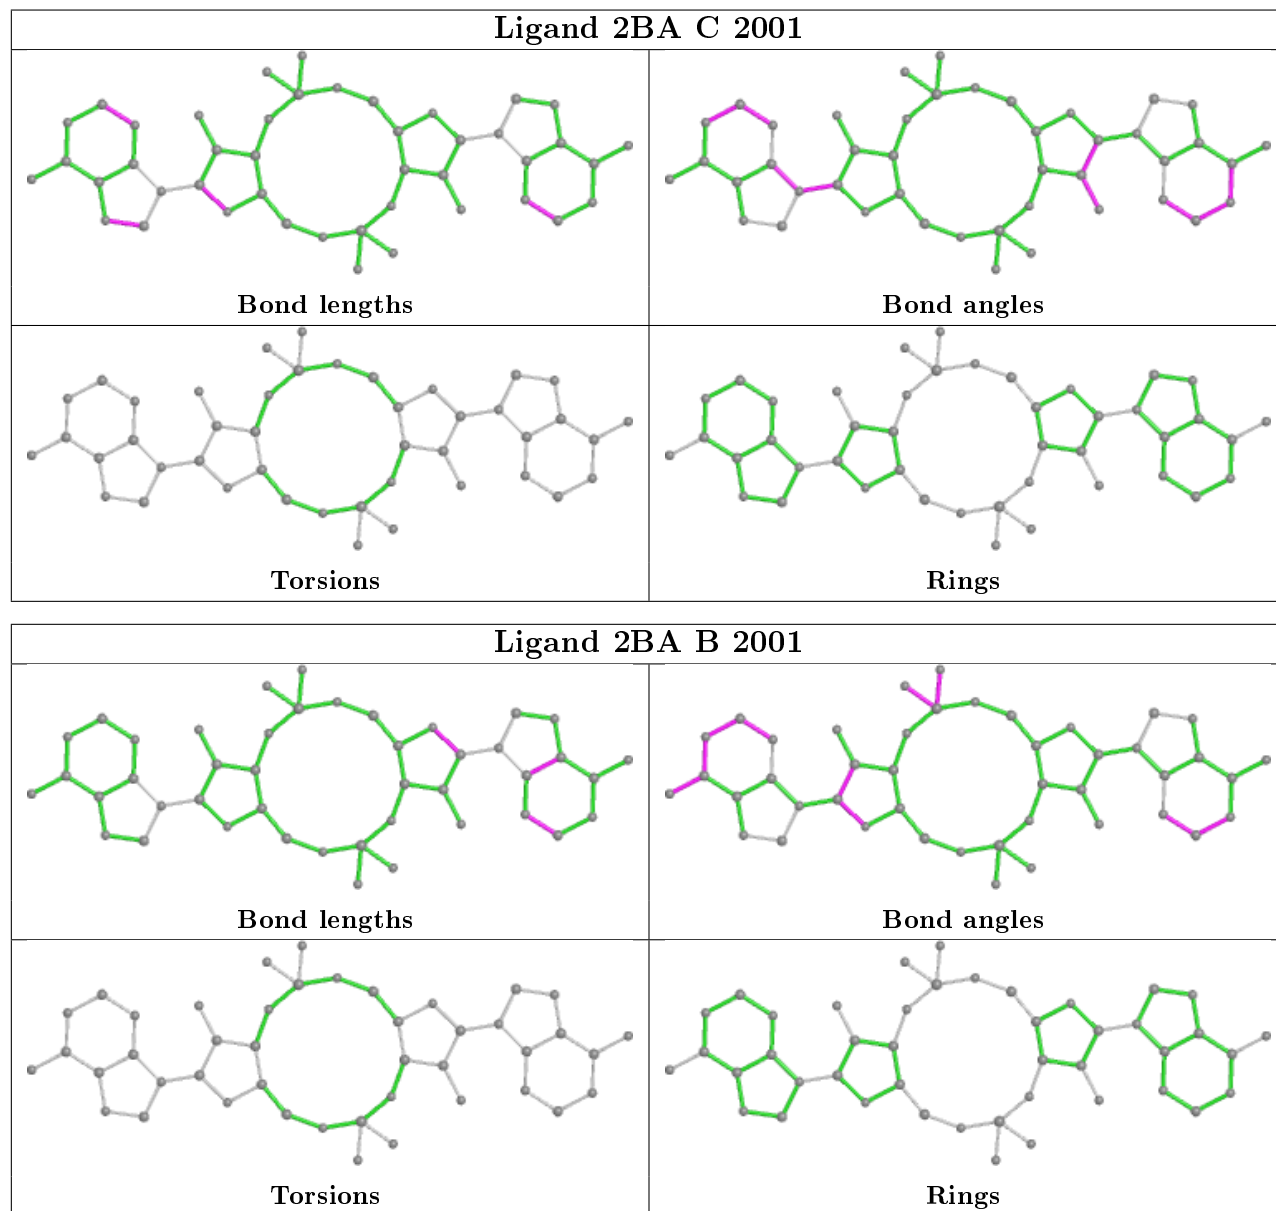 Ligand 2BA C 2001
Bond lengths
Bond angles
Torsions
Rings
Ligand 2BA B 2001
Bond lengths
Bond angles
Torsions
Rings